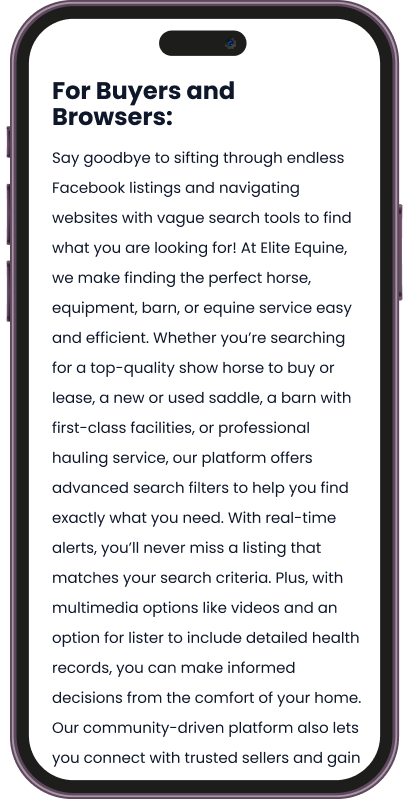 For Buyers and
Browsers:
Say goodbye to sifting through endless
Facebook listings and navigating
websites with vague search tools to find
what you are looking for! At Elite Equine,
we make finding the perfect horse,
equipment, barn, or equine service easy
and efficient. Whether you’re searching
for a top-quality show horse to buy or
lease, a new or used saddle, a barn with
first-class facilities, or professional
hauling service, our platform offers
advanced search filters to help you find
exactly what you need. With real-time
alerts, you’ll never miss a listing that
matches your search criteria. Plus, with
multimedia options like videos and an
option for lister to include detailed health
records, you can make informed
decisions from the comfort of your home.
Our community-driven platform also lets
you connect with trusted sellers and gain